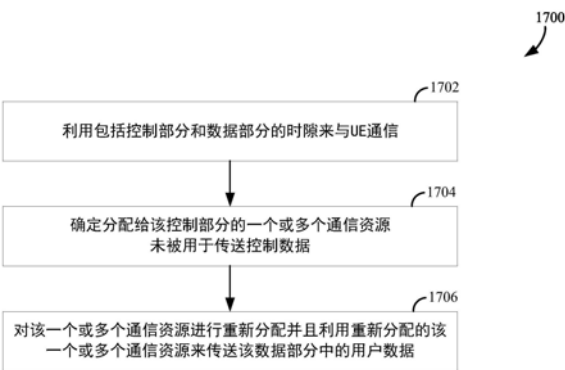 1700
1702
利用包括控制部分和数据部分的时隙来与UE通信
1704
确定分配给该控制部分的一个或多个通信资源
未被用于传送控制数据
1706
对该一个或多个通信资源进行重新分配并且利用重新分配的该
一个或多个通信资源来传送该数据部分中的用户数据